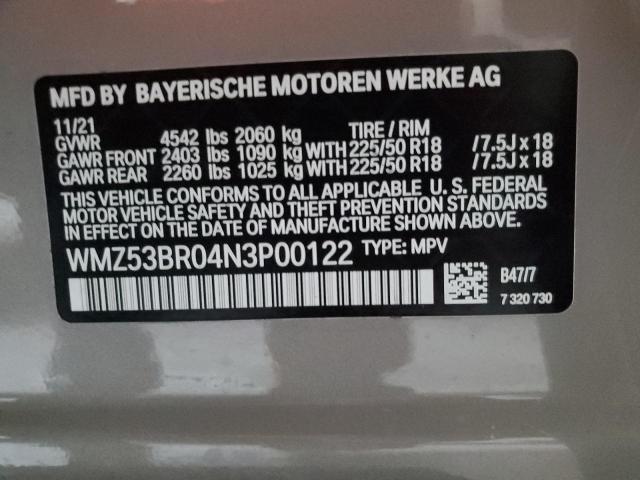 MFD BY BAYERISCHE MOTOREN WERKE AG
11/21 TIRE / RIM
GVWR 4542 lbs 2060 kg
GAWR FRONT 2403 lbs 1090 kg WITH 225/50 R18 /7.5J x 18
GAWR REAR 2260 lbs 1025 kg WITH 225/50 R18 /7.5J x 18
THIS VEHICLE CONFORMS TO ALL APPLICABLE U. S. FEDERAL
MOTOR VEHICLE SAFETY AND THEFT PREVENTION STANDARDS
IN EFFECT ON THE DATE OF MANUFACTURE SHOWN ABOVE.
WMZ53BR04N3P00122 TYPE: MPV
B47/7
7 320 730